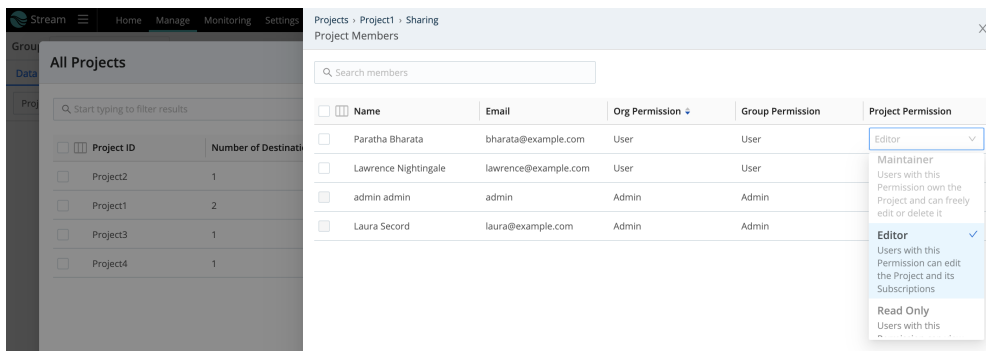 Stream
Home Manage Monitoring Settings
Projects › Project1 › Sharing
Project Members
Data
All Projects
Start typing to filter results
Project ID Number of
Project2 1
Project1 2
Project3 1
Project4 1
Search members
Name Email Org Permission Group Permission Project Permission
Paratha Bharata bharata@example.com User User Editor
Lawrence Nightingale lawrence@example.com User User
admin admin admin Admin Admin
Laura Secord laura@example.com Admin Admin
Maintainer
Users with this
Permission own the
Project and can freely
edit or delete it
Editor
Users with this
Permission can edit
the Project and its
Subscriptions
Read Only
Users with this